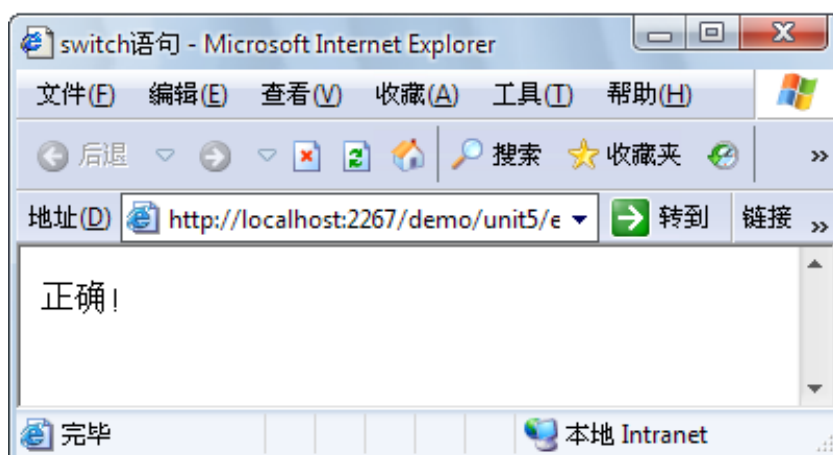 switch语句 - Microsoft Internet Explorer
文件(F) 编辑(E) 查看(V) 收藏(A) 工具(T) 帮助(H)
后退 搜索 收藏夹 »
地址(D) http://localhost:2267/demo/unit5/e 转到 链接 »
正确!
完毕 本地 Intranet